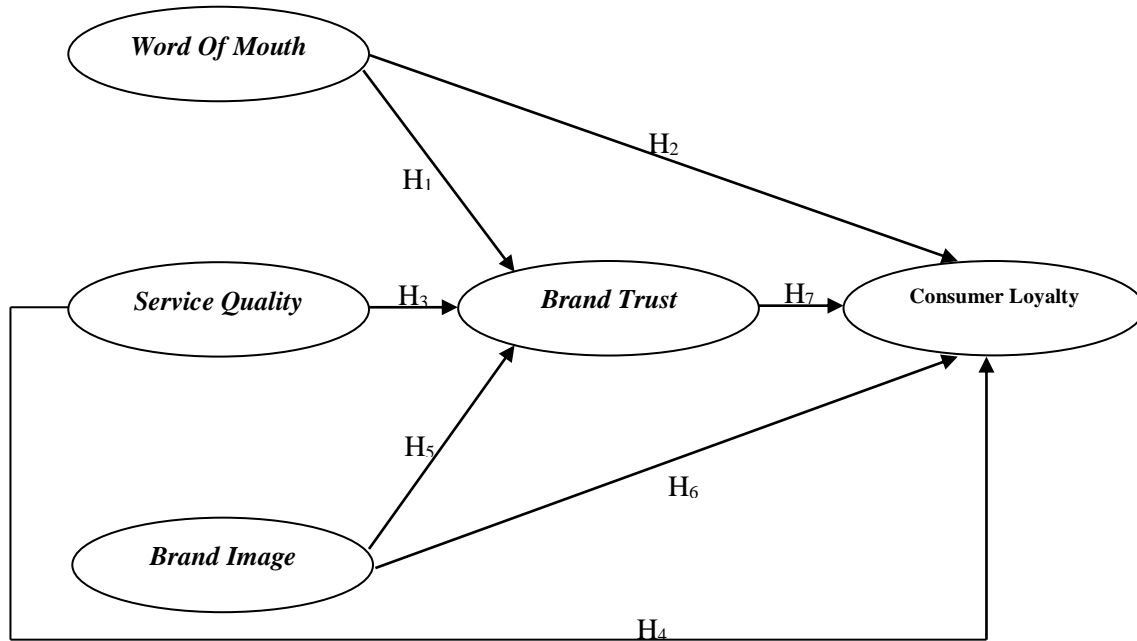 Word Of Mouth
H2
H1
Service Quality
H3
Brand Trust
H7
Consumer Loyalty
H5
H6
Brand Image
H4